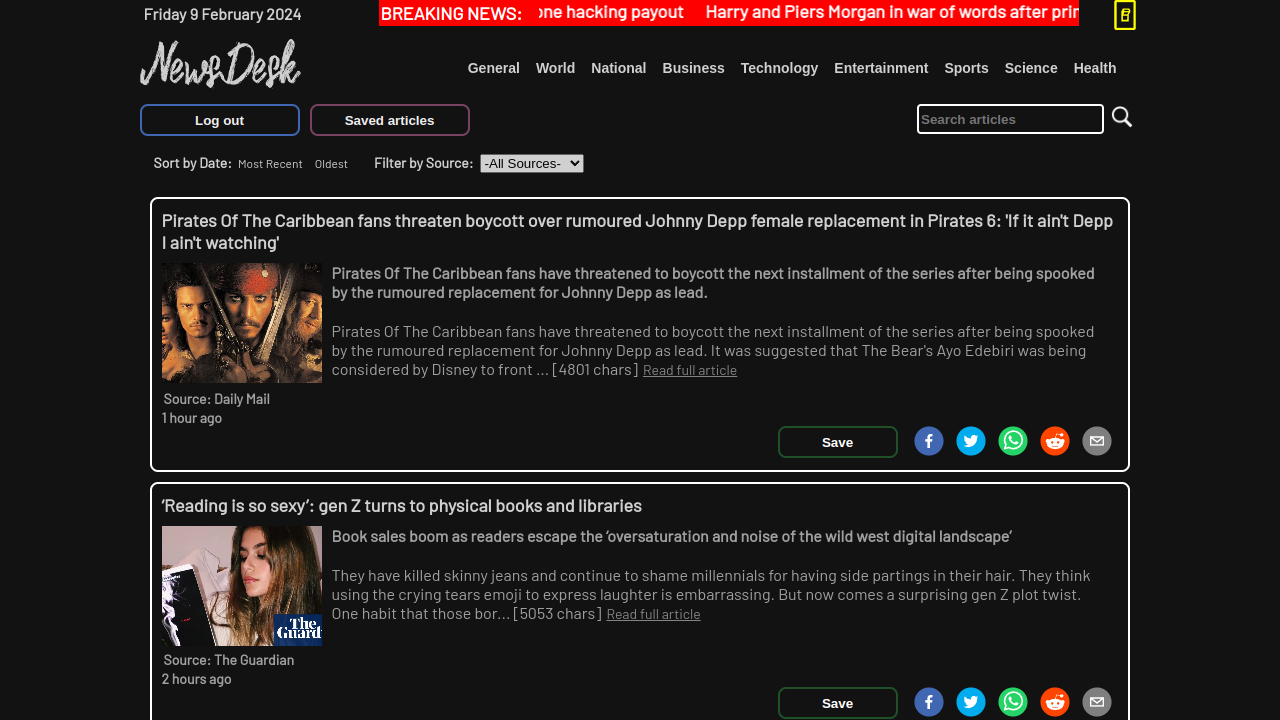 Friday 9 February 2024
BREAKING NEWS: one hacking payout Harry and Piers Morgan in war of words after prin
NewsDesk
General World National Business Technology Entertainment Sports Science Health
Log out Saved articles Search articles
Sort by Date: Most Recent Oldest Filter by Source: -All Sources-
Pirates Of The Caribbean fans threaten boycott over rumoured Johnny Depp female replacement in Pirates 6: 'If it ain't Depp
I ain't watching'
Pirates Of The Caribbean fans have threatened to boycott the next installment of the series after being spooked
by the rumoured replacement for Johnny Depp as lead.
Pirates Of The Caribbean fans have threatened to boycott the next installment of the series after being spooked
by the rumoured replacement for Johnny Depp as lead. It was suggested that The Bear's Ayo Edebiri was being
considered by Disney to front ... [4801 chars] Read full article
Source: Daily Mail
1 hour ago
Save
‘Reading is so sexy’: gen Z turns to physical books and libraries
Book sales boom as readers escape the ‘oversaturation and noise of the wild west digital landscape’
They have killed skinny jeans and continue to shame millennials for having side partings in their hair. They think
using the crying tears emoji to express laughter is embarrassing. But now comes a surprising gen Z plot twist.
One habit that those bor... [5053 chars] Read full article
The
Guard
Source: The Guardian
2 hours ago
Save